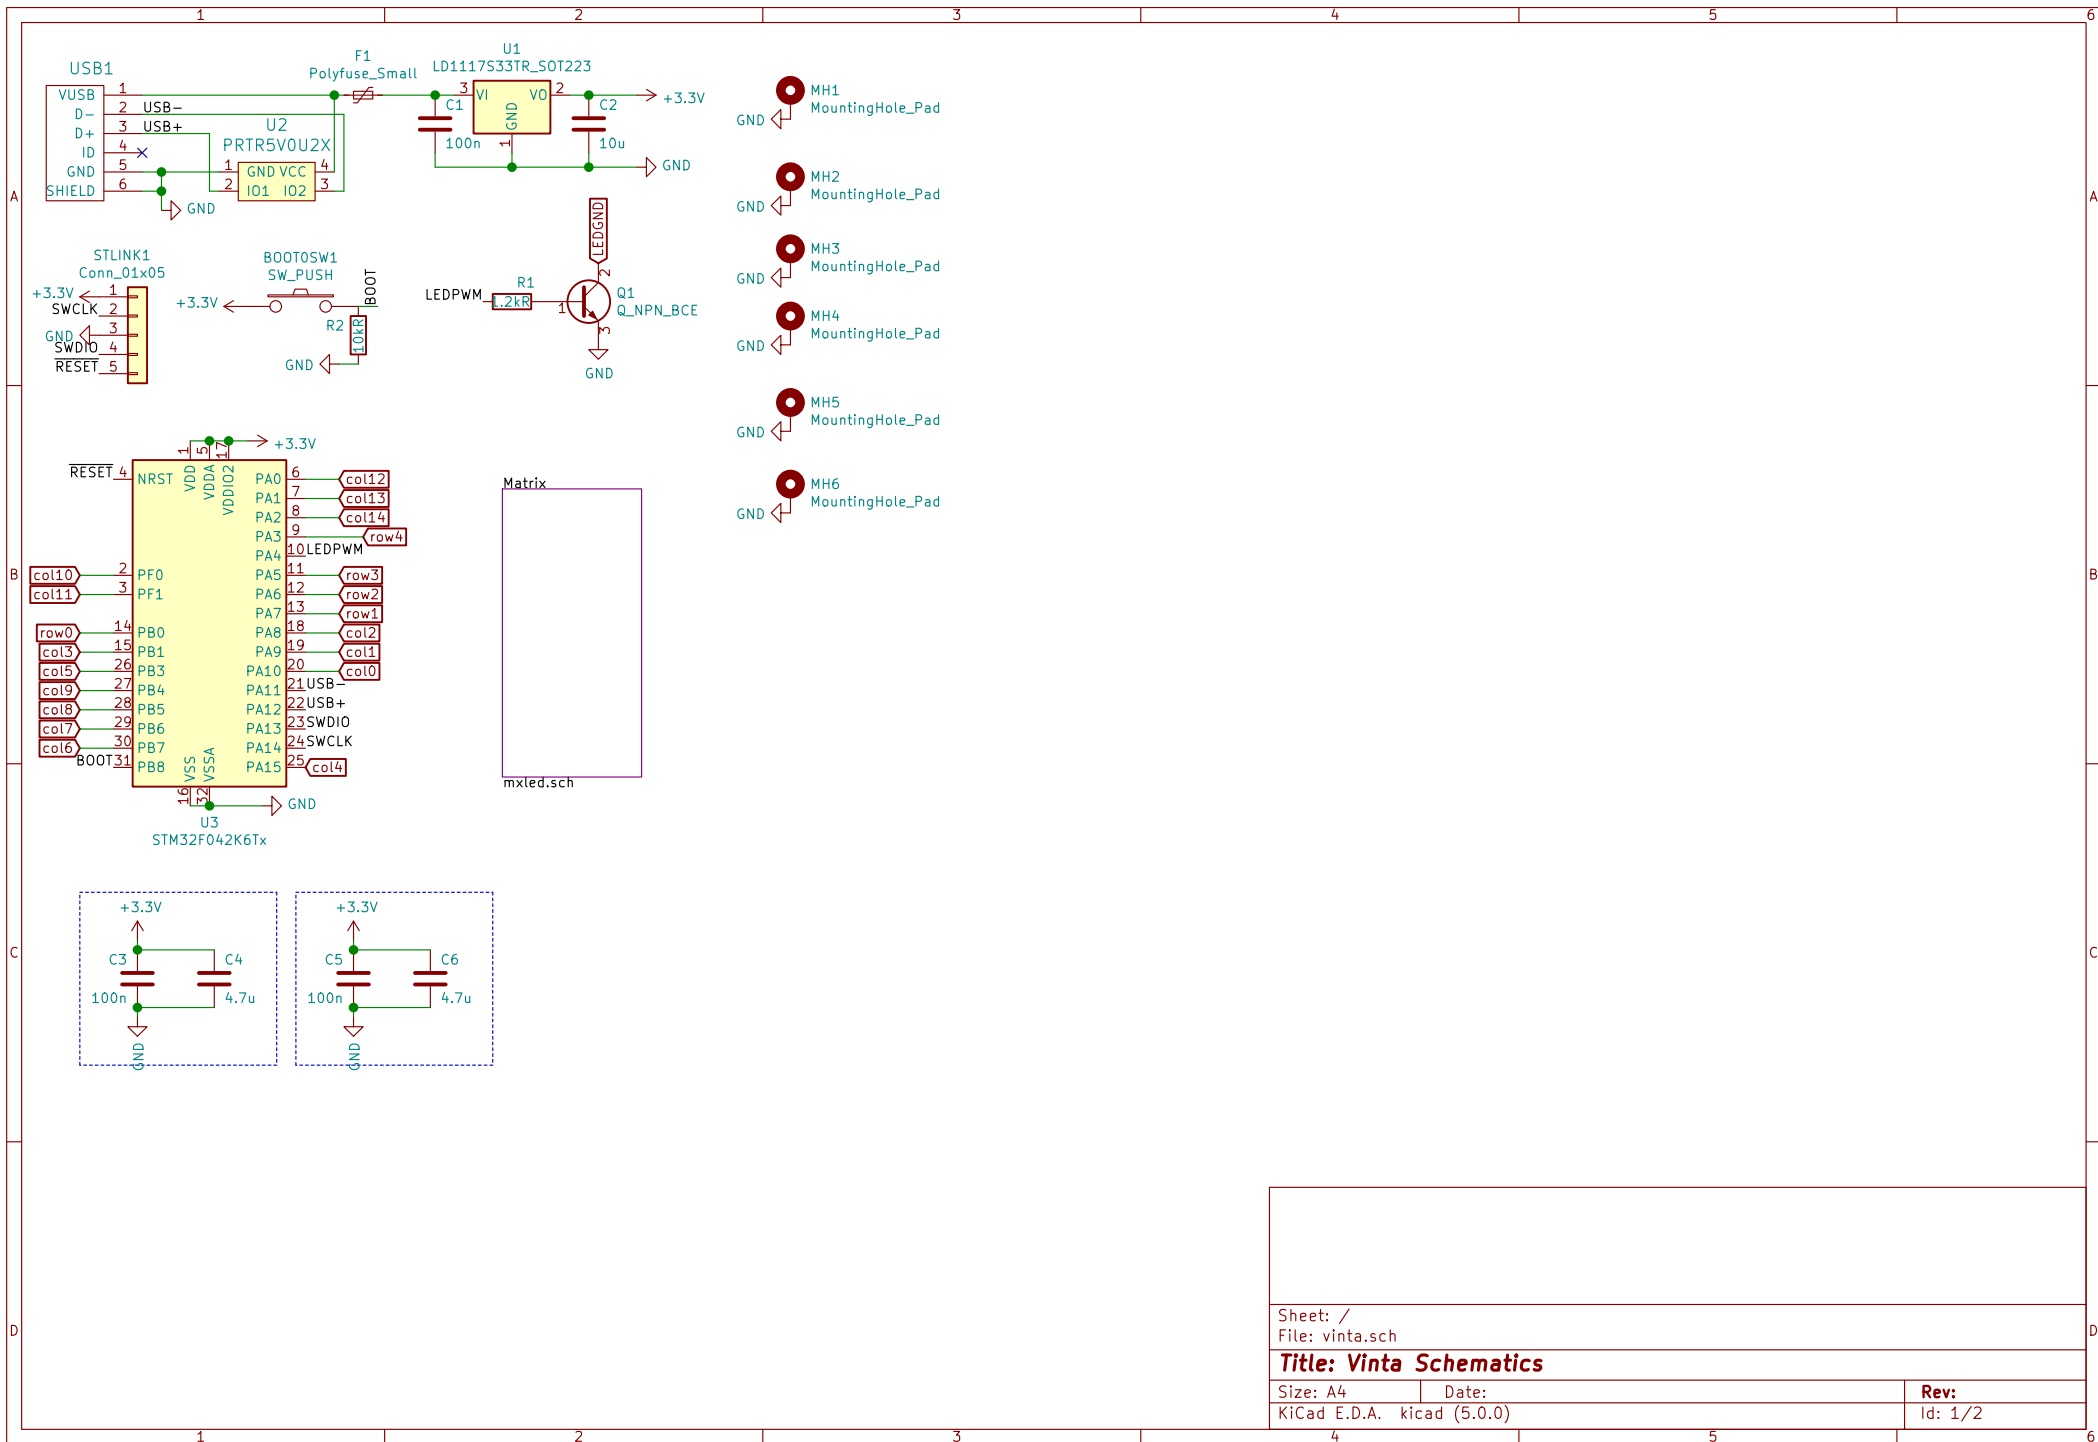 1 2 3 4 5 6
A A
B B
C C
D D
USB1
VUSB 1
D- 2 USB-
D+ 3 USB+
ID 4
GND 5
SHIELD 6
GND
U2
PRTR5V0U2X
1 GND VCC 4
2 IO1 IO2 3
F1
Polyfuse_Small
C1
100n
U1
LD1117S33TR_SOT223
3 VI VO 2
GND
1
C2
10u
+3.3V
GND
STLINK1
Conn_01x05
+3.3V 1
SWCLK 2
GND 3
SWDIO 4
RESET 5
BOOT0SW1
SW_PUSH
+3.3V
BOOT
R2
10kR
GND
LEDGND
LEDPWM
R1
1.2kR
1
2
3
Q1
Q_NPN_BCE
GND
MH1
MountingHole_Pad
GND
MH2
MountingHole_Pad
GND
MH3
MountingHole_Pad
GND
MH4
MountingHole_Pad
GND
MH5
MountingHole_Pad
GND
MH6
MountingHole_Pad
GND
+3.3V
1 5 17
VDD VDDA VDDIO2
RESET 4 NRST
PA0 6 col12
PA1 7 col13
PA2 8 col14
PA3 9 row4
PA4 10 LEDPWM
col10 2 PF0
PA5 11 row3
col11 3 PF1
PA6 12 row2
PA7 13 row1
row0 14 PB0
PA8 18 col2
col3 15 PB1
PA9 19 col1
col5 26 PB3
PA10 20 col0
col9 27 PB4
PA11 21 USB-
col8 28 PB5
PA12 22 USB+
col7 29 PB6
PA13 23 SWDIO
col6 30 PB7
PA14 24 SWCLK
BOOT 31 PB8
PA15 25 col4
VSS VSSA
16 32
GND
U3
STM32F042K6Tx
Matrix
mxled.sch
+3.3V
C3
100n
C4
4.7u
GND
+3.3V
C5
100n
C6
4.7u
GND
Sheet: /
File: vinta.sch
Title: Vinta Schematics
Size: A4 Date: Rev:
KiCad E.D.A. kicad (5.0.0) Id: 1/2
1 2 3 4 5 6